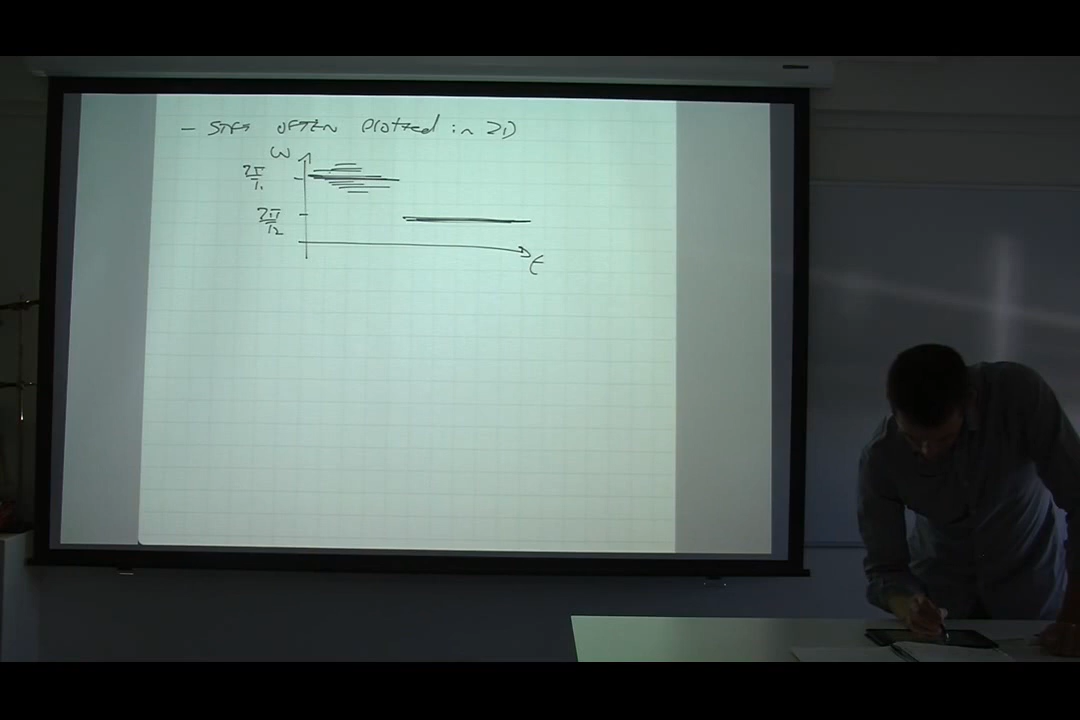 - STFT OFTEN Plotted in 2D
ω
2π/T1
2π/T2
t